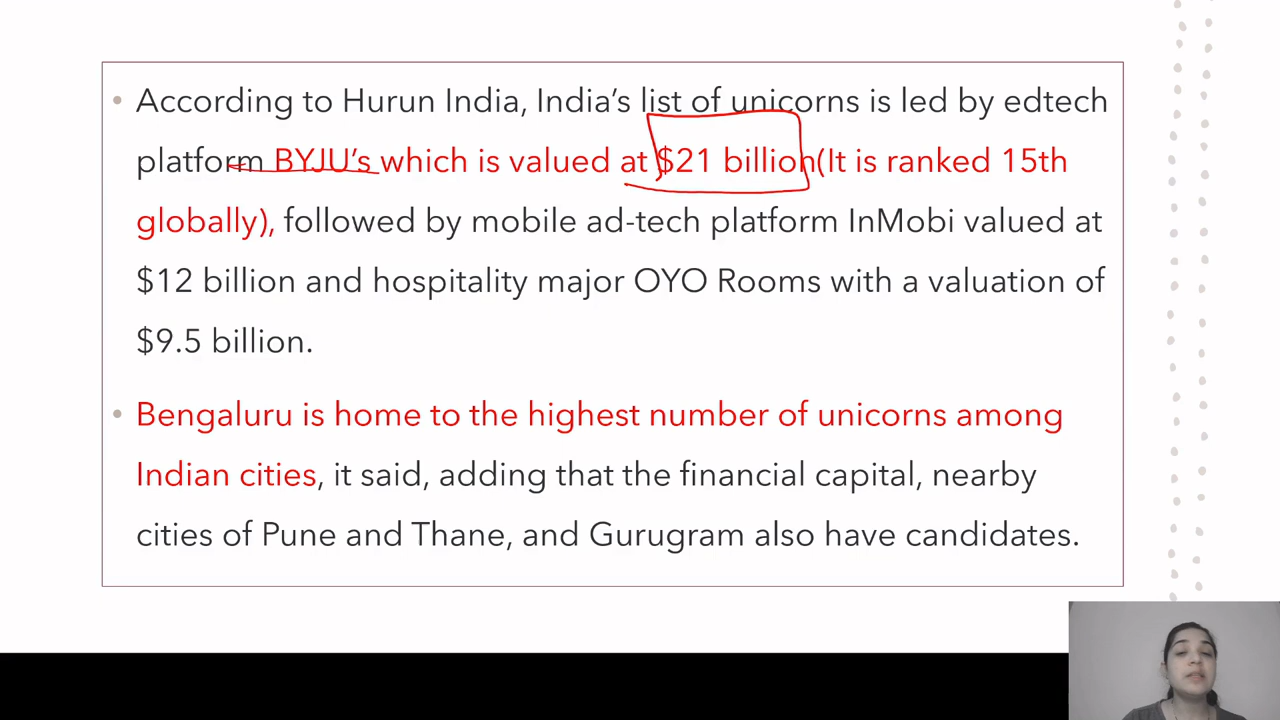 • According to Hurun India, India's list of unicorns is led by edtech
platform BYJU's which is valued at $21 billion(It is ranked 15th
globally), followed by mobile ad-tech platform InMobi valued at
$12 billion and hospitality major OYO Rooms with a valuation of
$9.5 billion.
• Bengaluru is home to the highest number of unicorns among
Indian cities, it said, adding that the financial capital, nearby
cities of Pune and Thane, and Gurugram also have candidates.